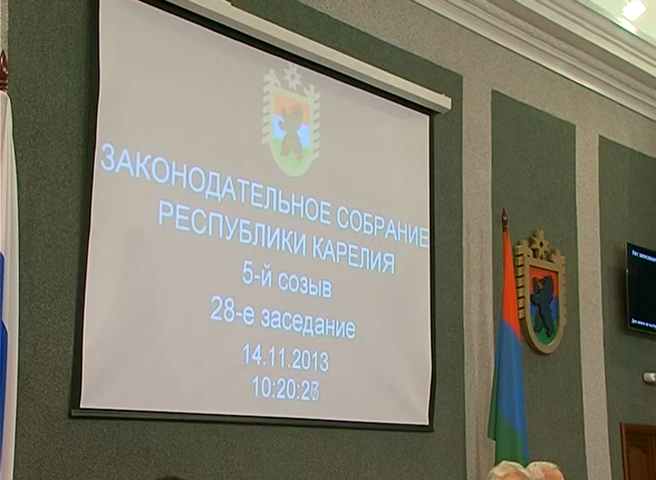 ЗАКОНОДАТЕЛЬНОЕ СОБРАНИЕ
РЕСПУБЛИКИ КАРЕЛИЯ
5-й созыв
28-е заседание
14.11.2013